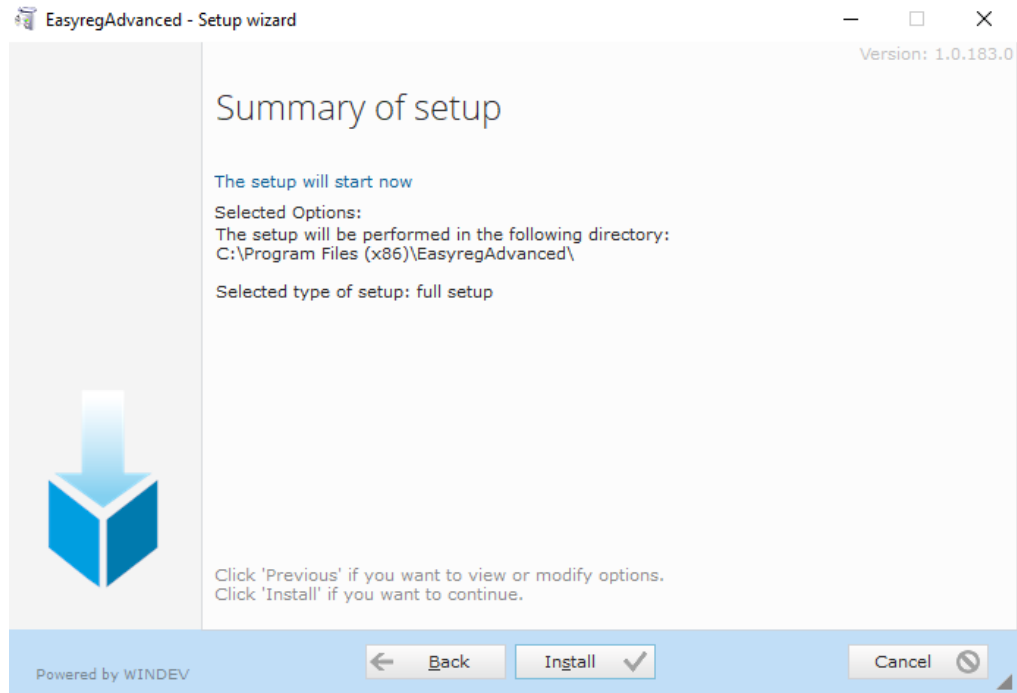 EasyregAdvanced - Setup wizard
Version: 1.0.183.0
Summary of setup
The setup will start now
Selected Options:
The setup will be performed in the following directory:
C:\Program Files (x86)\EasyregAdvanced\
Selected type of setup: full setup
Click 'Previous' if you want to view or modify options.
Click 'Install' if you want to continue.
Powered by WINDEV
Back
Install
Cancel